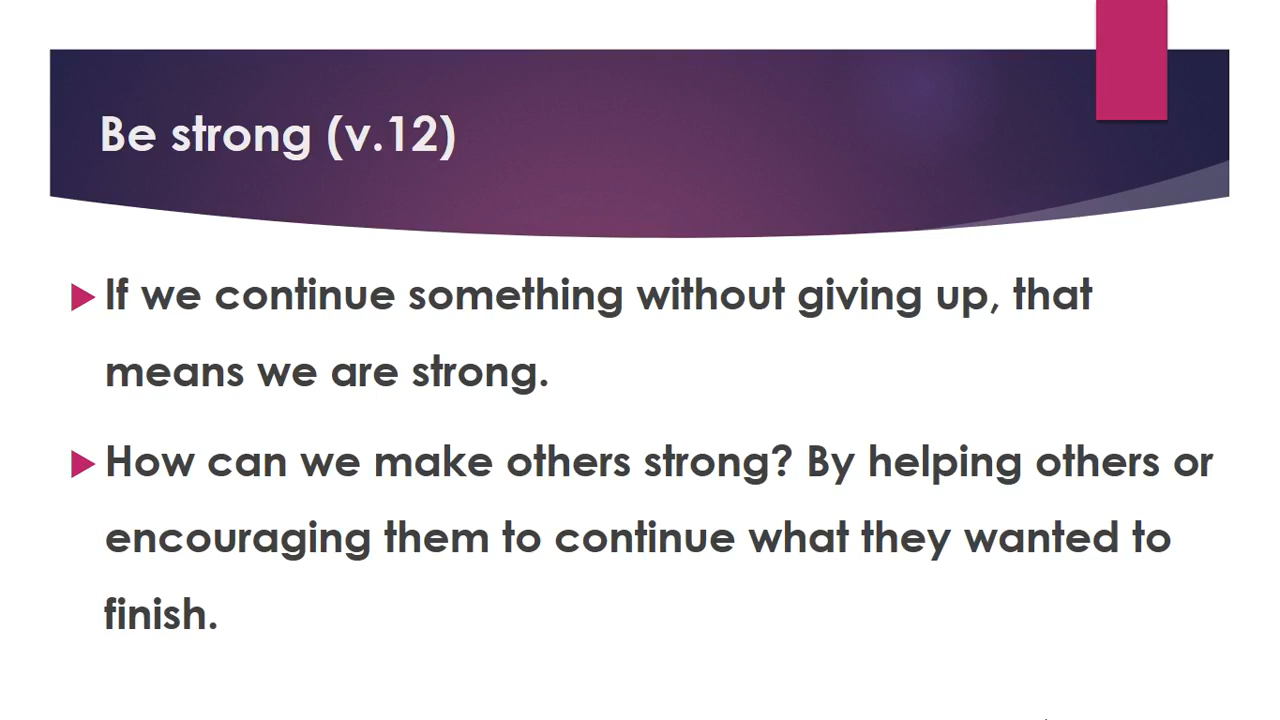 Be strong (v.12)
If we continue something without giving up, that
means we are strong.
How can we make others strong? By helping others or
encouraging them to continue what they wanted to
finish.